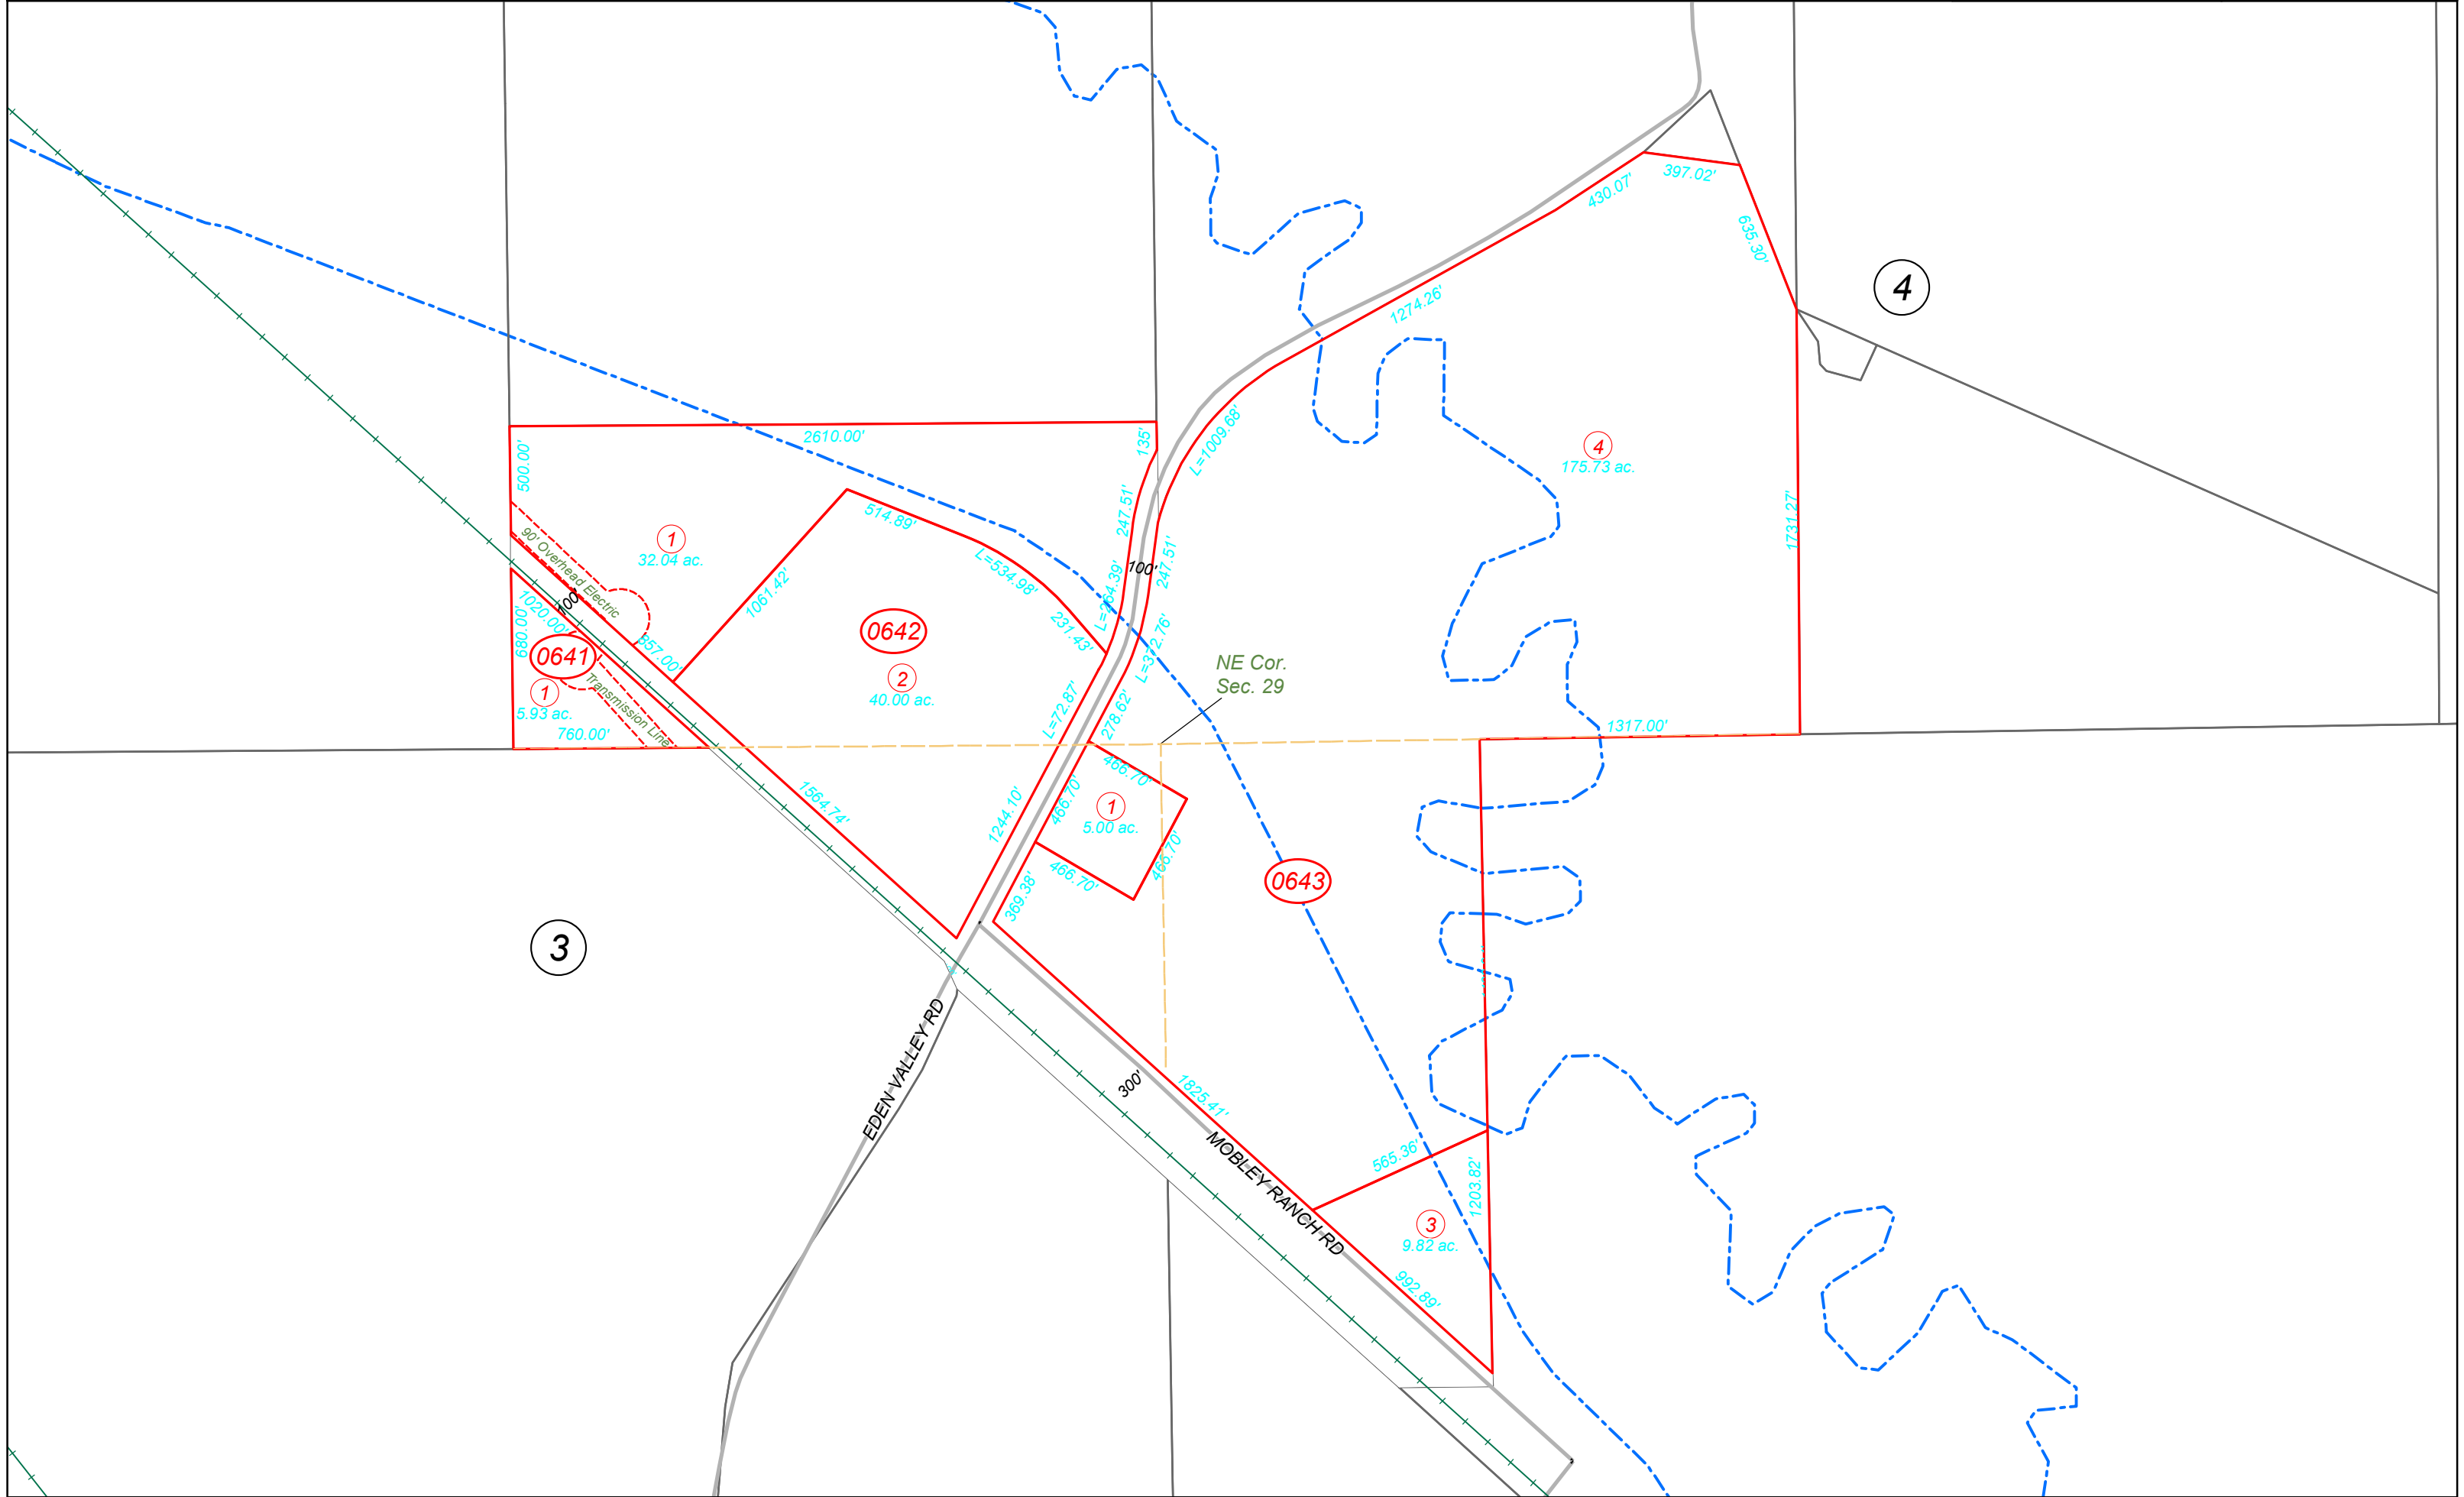 397.02'
430.07'
635.30'
4
1274.26'
2610.00'
135'
500.00'
L=1009.68'
4
175.73 ac.
514.89'
247.51'
1731.27'
90' Overhead Electric
1
32.04 ac.
L=534.98'
100'
247.51'
1061.42'
L=264.39'
1020.00'
100'
680.00'
0642
231.43'
857.00'
0641
L=372.76'
NE Cor.
Sec. 29
2
40.00 ac.
1
5.93 ac.
Transmission Line
L=72.87'
278.62'
760.00'
1317.00'
466.70'
1564.74'
1244.10'
466.70'
1
5.00 ac.
466.70'
466.70'
369.38'
0643
3
EDEN VALLEY RD
300'
1825.41'
MOBLEY RANCH RD
565.36'
1203.82'
3
9.82 ac.
992.89'